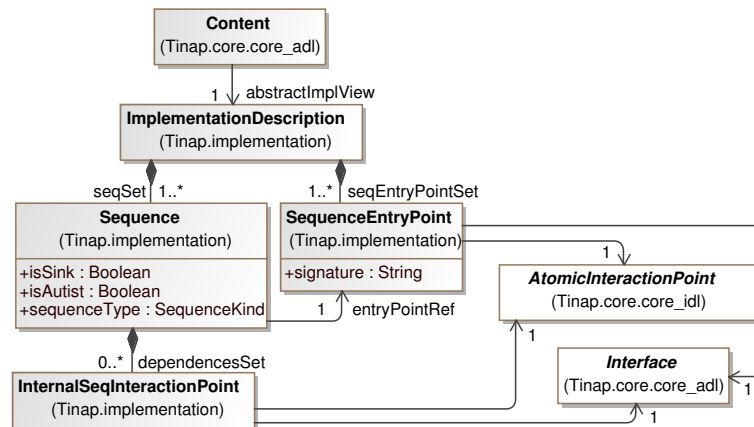 Content
(Tinap.core.core_adl)
1 abstractImplView
ImplementationDescription
(Tinap.implementation)
seqSet 1..* 1..* seqEntryPointSet
Sequence
(Tinap.implementation)
+isSink : Boolean
+isAutist : Boolean
+sequenceType : SequenceKind
SequenceEntryPoint
(Tinap.implementation)
+signature : String
1
1 entryPointRef
AtomicInteractionPoint
(Tinap.core.core_idl)
1
0..* dependencesSet
InternalSeqInteractionPoint
(Tinap.implementation)
Interface
(Tinap.core.core_adl)
1
1